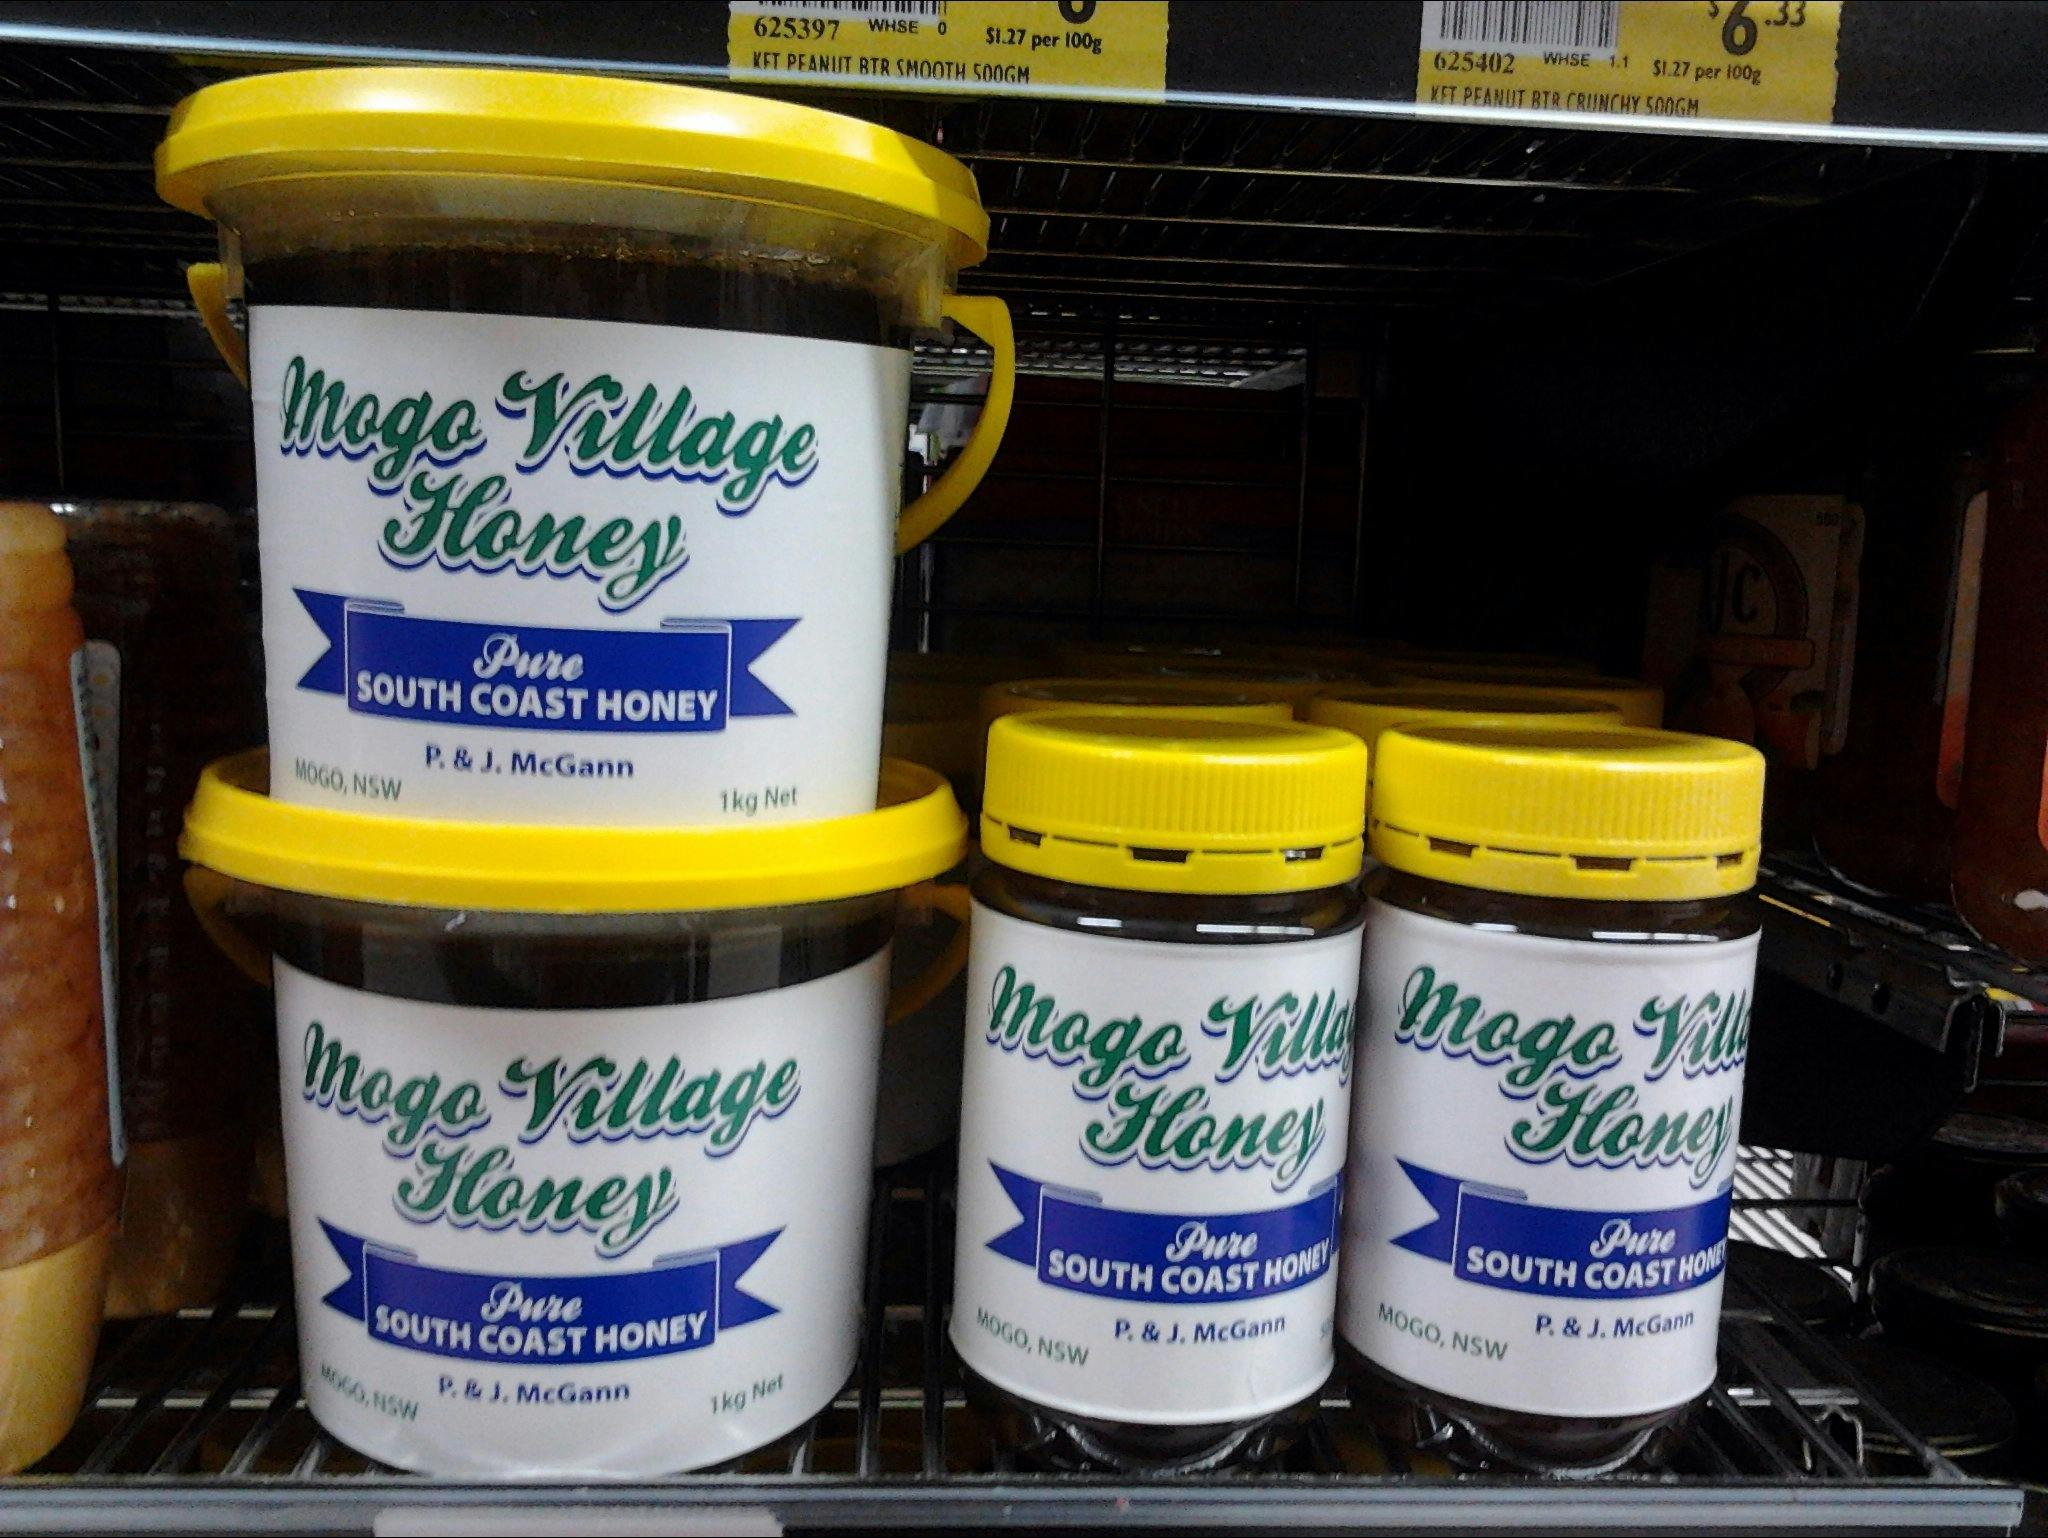 625397 WHSE 0 $1.27 per 100g
KFT PEANUT BTR SMOOTH 500GM
$6.33
625402 WHSE 1.1 $1.27 per 100g
KFT PEANUT BTR CRUNCHY 500GM
Mogo Village
Honey
Pure
SOUTH COAST HONEY
P. & J. McGann
MOGO, NSW 1kg Net
Mogo Village
Honey
Pure
SOUTH COAST HONEY
P. & J. McGann
MOGO, NSW 1kg Net
Mogo Villag
Honey
Pure
SOUTH COAST HONEY
P. & J. McGann
MOGO, NSW
Mogo Villa
Honey
Pure
SOUTH COAST HONEY
P. & J. McGann
MOGO, NSW